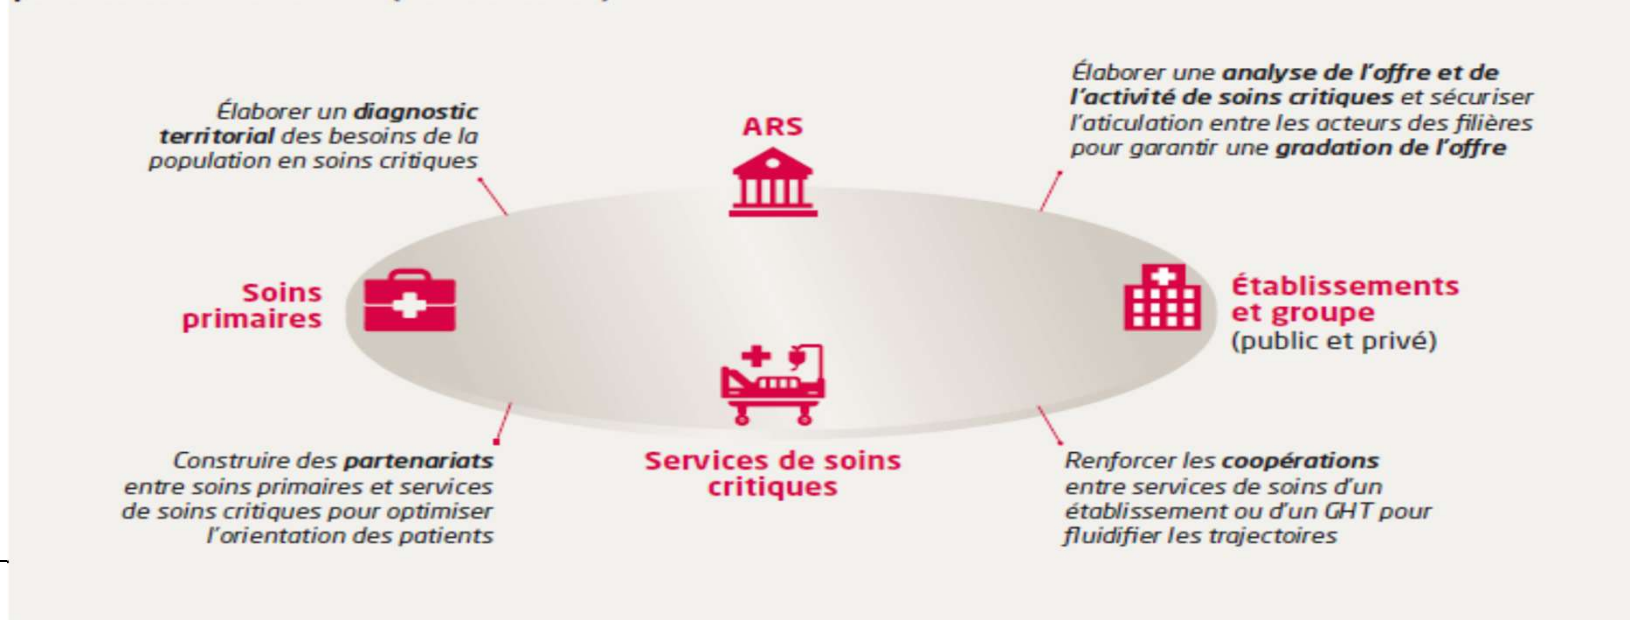 Élaborer un diagnostic
territorial des besoins de la
population en soins critiques
ARS
Élaborer une analyse de l'offre et de
l'activité de soins critiques et sécuriser
l'aticulation entre les acteurs des filières
pour garantir une gradation de l'offre
Soins
primaires
Établissements
et groupe
(public et privé)
Construire des partenariats
entre soins primaires et services
de soins critiques pour optimiser
l'orientation des patients
Services de soins
critiques
Renforcer les coopérations
entre services de soins d'un
établissement ou d'un GHT pour
fluidifier les trajectoires